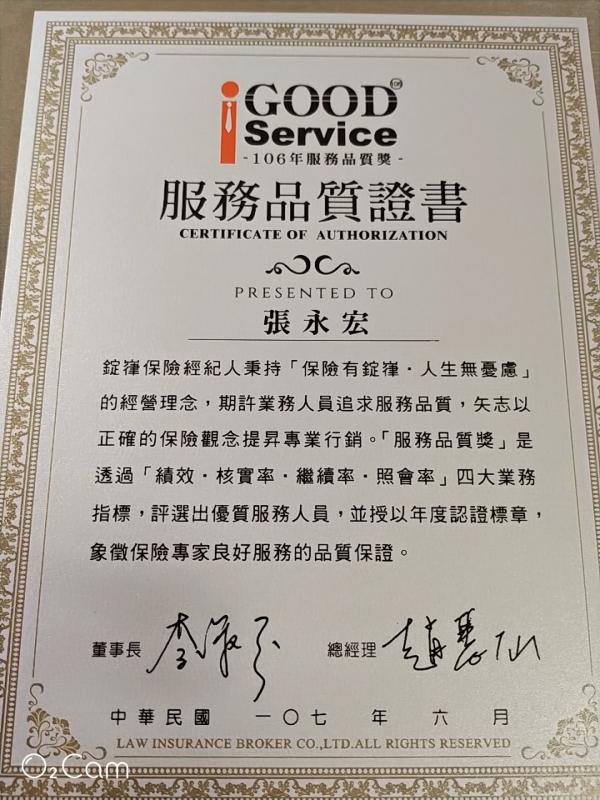 iGOOD
Service
-106年服務品質獎-
服務品質證書
CERTIFICATE OF AUTHORIZATION
PRESENTED TO
張永宏
錠嵂保險經紀人秉持「保險有錠嵂・人生無憂慮」
的經營理念，期許業務人員追求服務品質，矢志以
正確的保險觀念提昇專業行銷。「服務品質獎」是
透過「績效・核實率・繼續率・照會率」四大業務
指標，評選出優質服務人員，並授以年度認證標章，
象徵保險專家良好服務的品質保證。
董事長 總經理
中華民國 一〇七 年 六 月
LAW INSURANCE BROKER CO.,LTD.ALL RIGHTS RESERVED
O2Cam